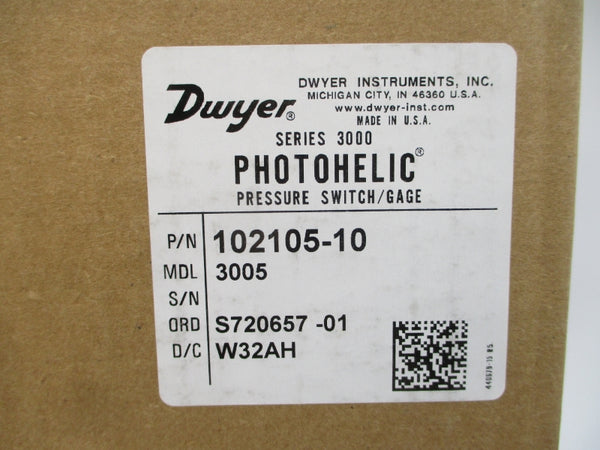 Dwyer®
DWYER INSTRUMENTS, INC.
MICHIGAN CITY, IN 46360 U.S.A.
www.dwyer-inst.com
MADE IN U.S.A.
SERIES 3000
PHOTOHELIC®
PRESSURE SWITCH/GAGE
P/N 102105-10
MDL 3005
S/N
ORD S720657 -01
D/C W32AH